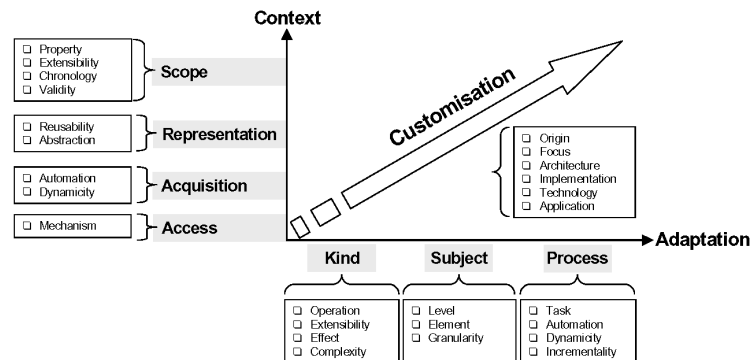 Context
❏ Property
❏ Extensibility
❏ Chronology
❏ Validity
Scope
❏ Reusability
❏ Abstraction
Representation
❏ Automation
❏ Dynamicity
Acquisition
❏ Mechanism
Access
Customisation
❏ Origin
❏ Focus
❏ Architecture
❏ Implementation
❏ Technology
❏ Application
Adaptation
Kind
❏ Operation
❏ Extensibility
❏ Effect
❏ Complexity
Subject
❏ Level
❏ Element
❏ Granularity
Process
❏ Task
❏ Automation
❏ Dynamicity
❏ Incrementality